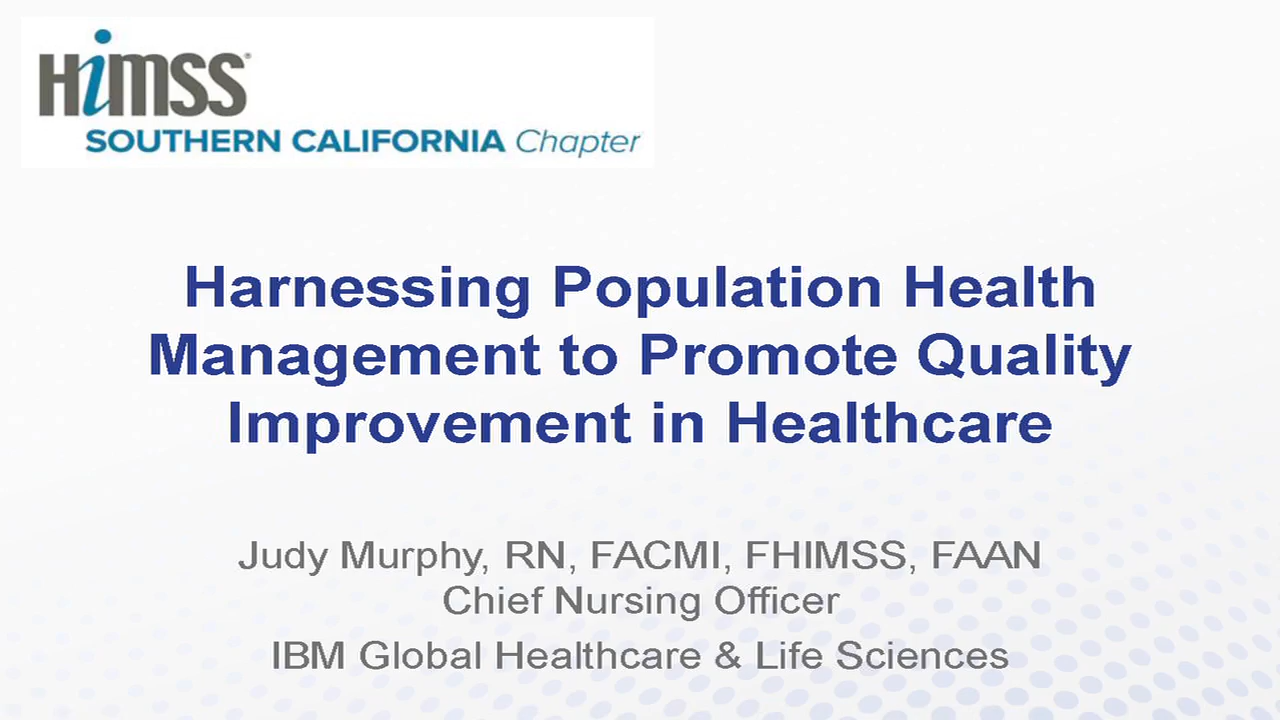 HiMSS®
SOUTHERN CALIFORNIA Chapter
Harnessing Population Health
Management to Promote Quality
Improvement in Healthcare
Judy Murphy, RN, FACMI, FHIMSS, FAAN
Chief Nursing Officer
IBM Global Healthcare & Life Sciences